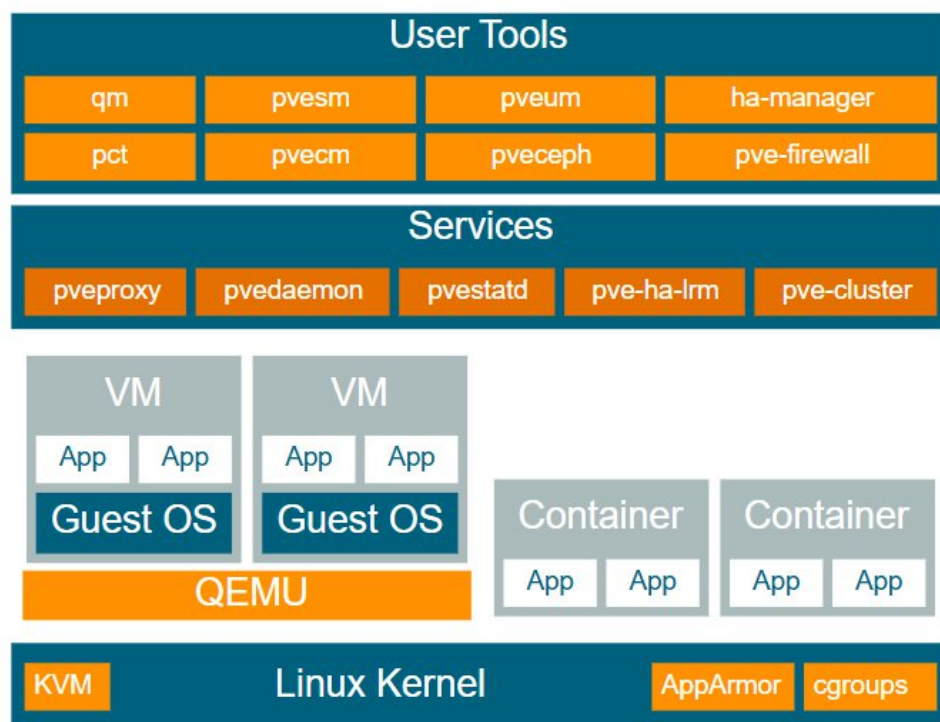 User Tools
qm pvesm pveum ha-manager
pct pvecm pveceph pve-firewall
Services
pveproxy pvedaemon pvestatd pve-ha-lrm pve-cluster
VM VM
App App App App
Guest OS Guest OS
Container Container
QEMU
App App App App
KVM Linux Kernel AppArmor cgroups